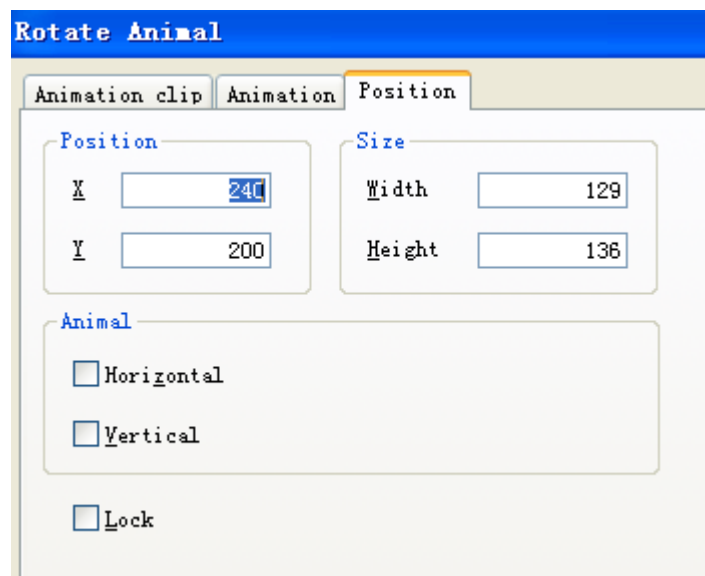 Rotate Animal
Animation clip Animation Position
Position Size
X 240 Width 129
Y 200 Height 136
Animal
Horizontal
Vertical
Lock